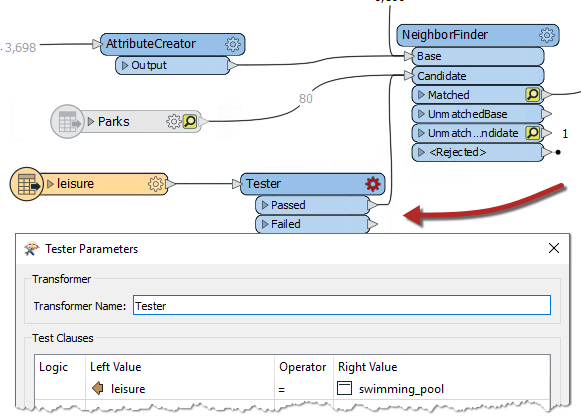 3,698
AttributeCreator
Output
NeighborFinder
Base
Candidate
Matched
UnmatchedBase
Unmatch...ndidate
1
<Rejected>
80
Parks
leisure
Tester
Passed
Failed
Tester Parameters
Transformer
Transformer Name: Tester
Test Clauses
Logic Left Value Operator Right Value
leisure = swimming_pool